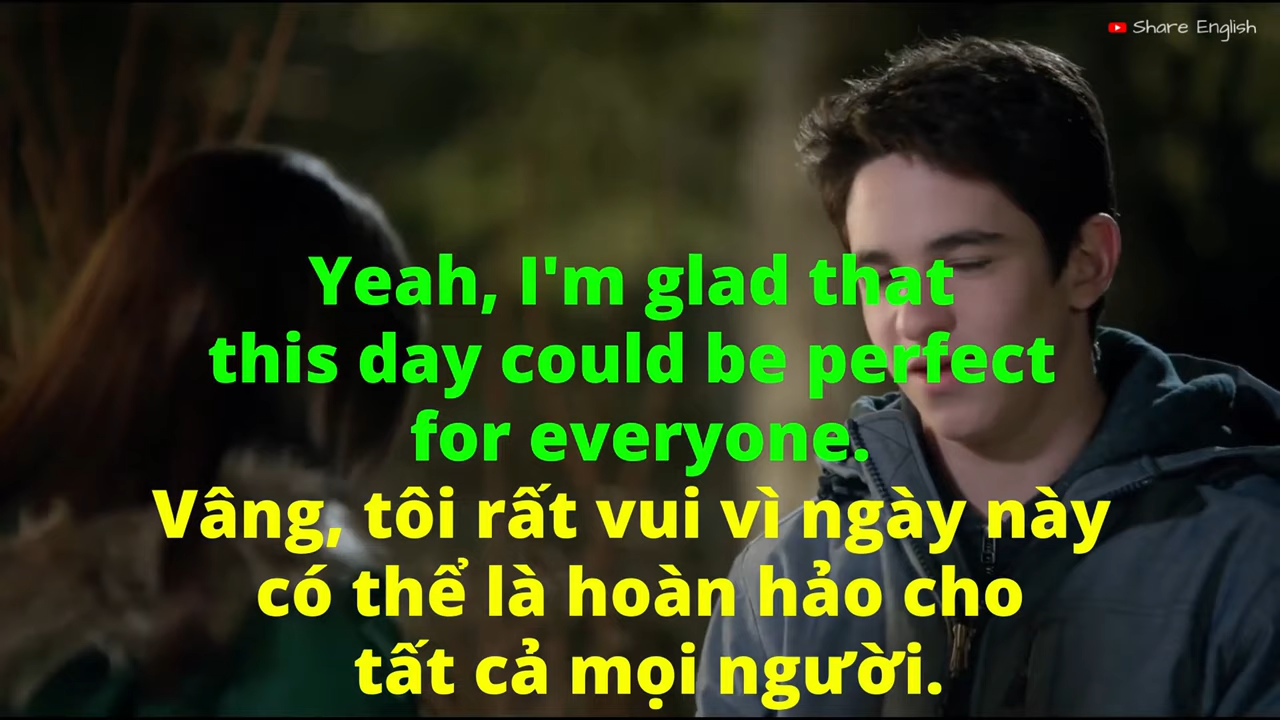 Share English
Yeah, I'm glad that
this day could be perfect
for everyone.
Vâng, tôi rất vui vì ngày này
có thể là hoàn hảo cho
tất cả mọi người.